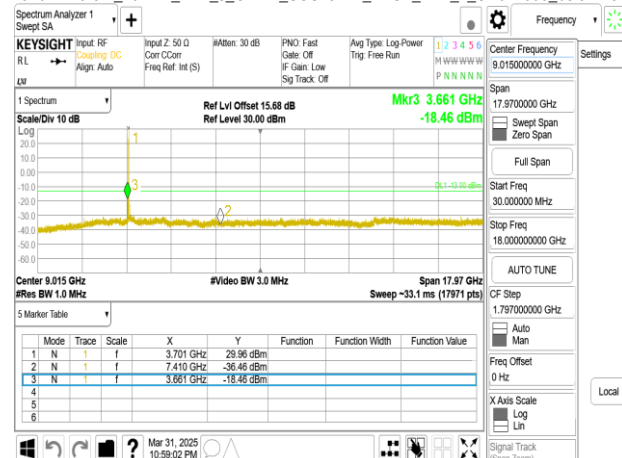 Spectrum Analyzer 1
Swept SA
Frequency
KEYSIGHT
RL
Input: RF
Coupling: DC
Align: Auto
Input Z: 50 Ω
Corr CCorr
Freq Ref: Int (S)
#Atten: 30 dB
PNO: Fast
Gate: Off
IF Gain: Low
Sig Track: Off
Avg Type: Log-Power
Trig: Free Run
1 2 3 4 5 6
M W W W W W
P N N N N N
Center Frequency
9.015000000 GHz
Settings
1 Spectrum
Scale/Div 10 dB
Ref Lvl Offset 15.68 dB
Ref Level 30.00 dBm
Mkr3 3.661 GHz
-18.46 dBm
Span
17.9700000 GHz
Swept Span
Zero Span
Full Span
Log
20.0
10.0
0.00
-10.0
-20.0
-30.0
-40.0
-50.0
-60.0
1
3
2
DL1 -13.00 dBm
Start Freq
30.000000 MHz
Stop Freq
18.000000000 GHz
AUTO TUNE
Center 9.015 GHz
#Res BW 1.0 MHz
#Video BW 3.0 MHz
Span 17.97 GHz
Sweep ~33.1 ms (17971 pts)
CF Step
1.797000000 GHz
Auto
Man
5 Marker Table
Mode Trace Scale X Y Function Function Width Function Value
1 N 1 f 3.701 GHz 29.96 dBm
2 N 1 f 7.410 GHz -36.46 dBm
3 N 1 f 3.661 GHz -18.46 dBm
4
5
6
Freq Offset
0 Hz
X Axis Scale
Log
Lin
Local
Signal Track
(Span Zoom)
?
Mar 31, 2025
10:59:02 PM